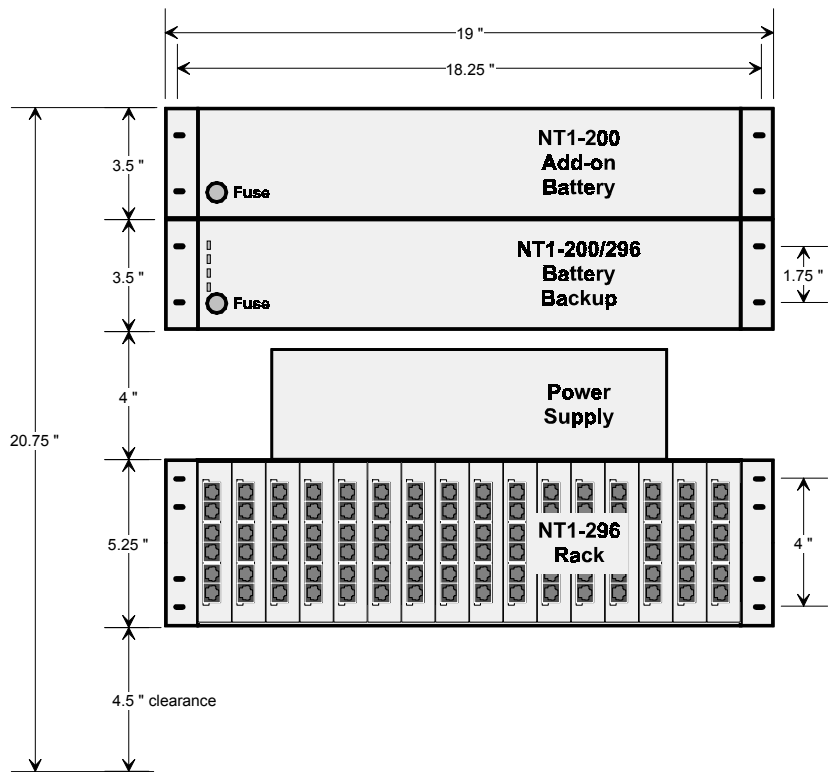 19 "
18.25 "
NT1-200
Add-on
Battery
3.5 "
Fuse
NT1-200/296
Battery
Backup
3.5 "
1.75 "
Fuse
4 "
Power
Supply
20.75 "
NT1-296
Rack
5.25 "
4 "
4.5 " clearance